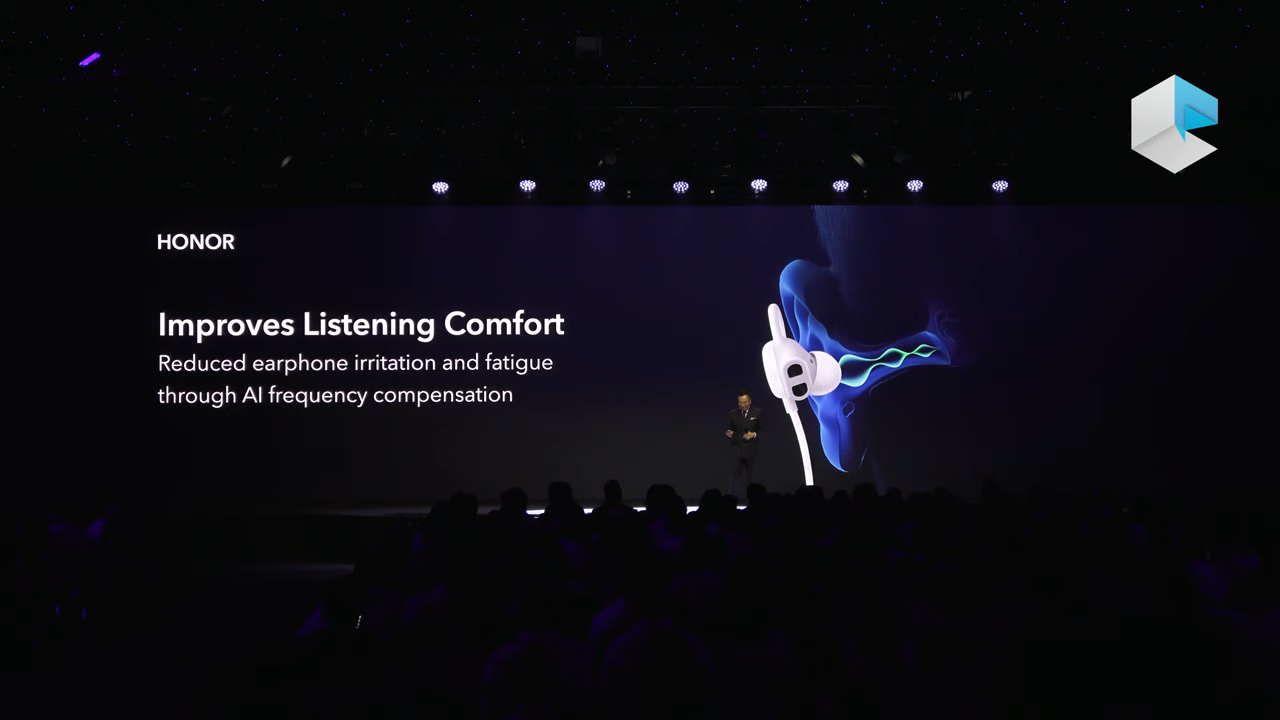 HONOR
Improves Listening Comfort
Reduced earphone irritation and fatigue
through AI frequency compensation